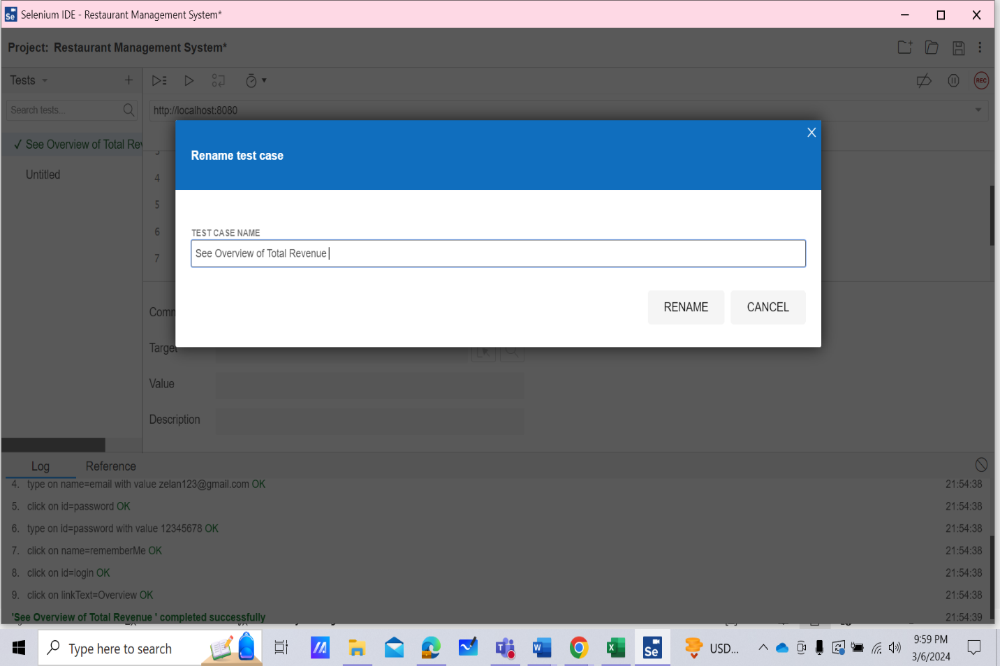 Selenium IDE - Restaurant Management System*
Project: Restaurant Management System*
Tests
Search tests...
http://localhost:8080
✓ See Overview of Total Rev
Untitled
4
5
6
7
Rename test case
TEST CASE NAME
See Overview of Total Revenue
RENAME
CANCEL
Comm
Target
Value
Description
REC
Log
Reference
4. type on name=email with value zelan123@gmail.com OK 21:54:38
5. click on id=password OK 21:54:38
6. type on id=password with value 12345678 OK 21:54:38
7. click on name=rememberMe OK 21:54:38
8. click on id=login OK 21:54:38
9. click on linkText=Overview OK 21:54:38
'See Overview of Total Revenue ' completed successfully 21:54:39
Type here to search
USD...
9:59 PM
3/6/2024